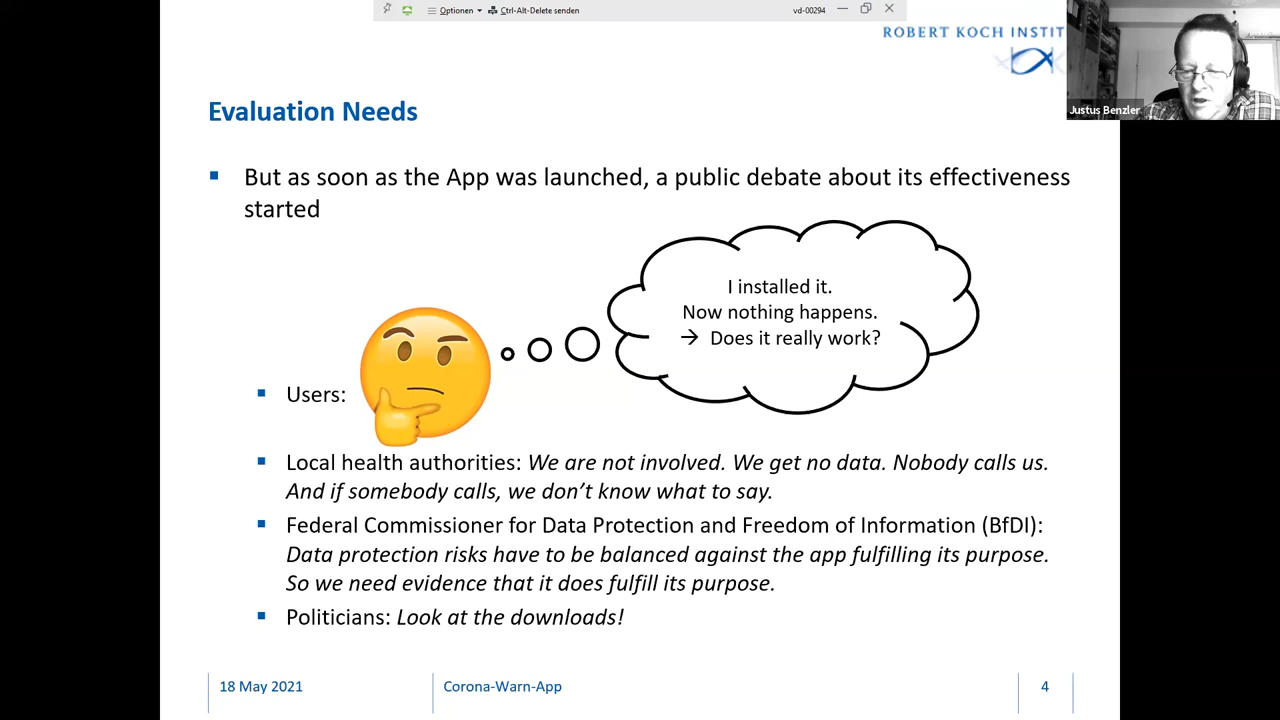 Optionen
Ctrl-Alt-Delete senden
vd-00294
ROBERT KOCH INSTIT
Justus Benzler
Evaluation Needs
But as soon as the App was launched, a public debate about its effectiveness
started
I installed it.
Now nothing happens.
→ Does it really work?
Users:
Local health authorities: We are not involved. We get no data. Nobody calls us.
And if somebody calls, we don’t know what to say.
Federal Commissioner for Data Protection and Freedom of Information (BfDI):
Data protection risks have to be balanced against the app fulfilling its purpose.
So we need evidence that it does fulfill its purpose.
Politicians: Look at the downloads!
18 May 2021
Corona-Warn-App
4